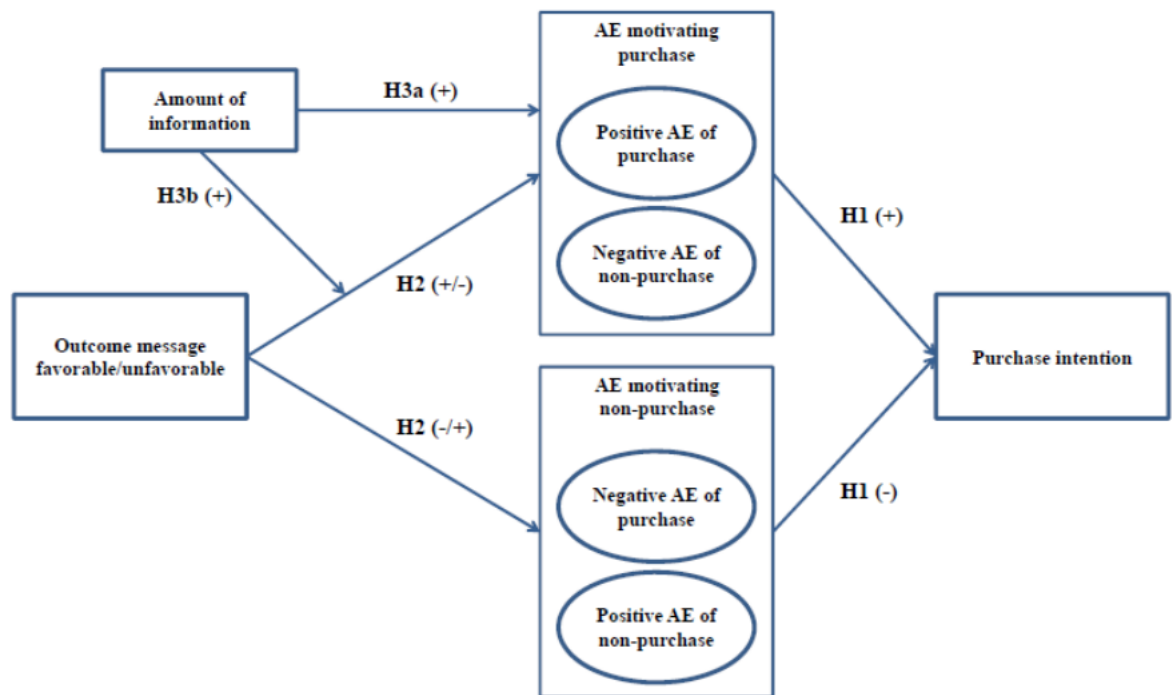 AE motivating
purchase
Amount of
information
H3a (+)
Positive AE of
purchase
H3b (+)
Negative AE of
non-purchase
H1 (+)
H2 (+/-)
Outcome message
favorable/unfavorable
Purchase intention
AE motivating
non-purchase
H2 (-/+)
Negative AE of
purchase
H1 (-)
Positive AE of
non-purchase